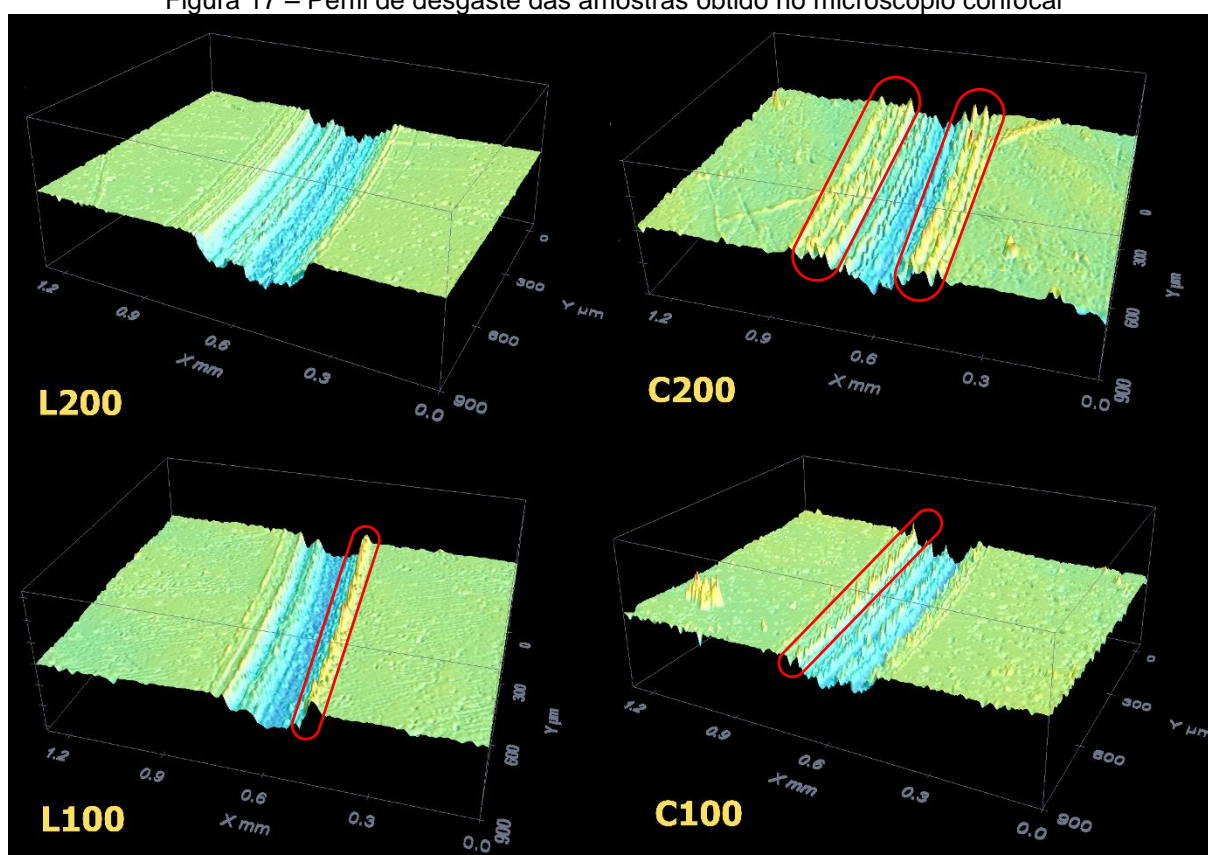 Figura 17 – Perfil de desgaste das amostras obtido no microscópio confocal
1.2
0.9
0.6
0.3
0.0
X mm
0
300
600
900
Y µm
L200
1.2
0.9
0.6
0.3
0.0
X mm
0
300
600
900
Y µm
C200
1.2
0.9
0.6
0.3
0.0
X mm
0
300
600
900
Y µm
L100
1.2
0.9
0.6
0.3
0.0
X mm
0
300
600
900
Y µm
C100